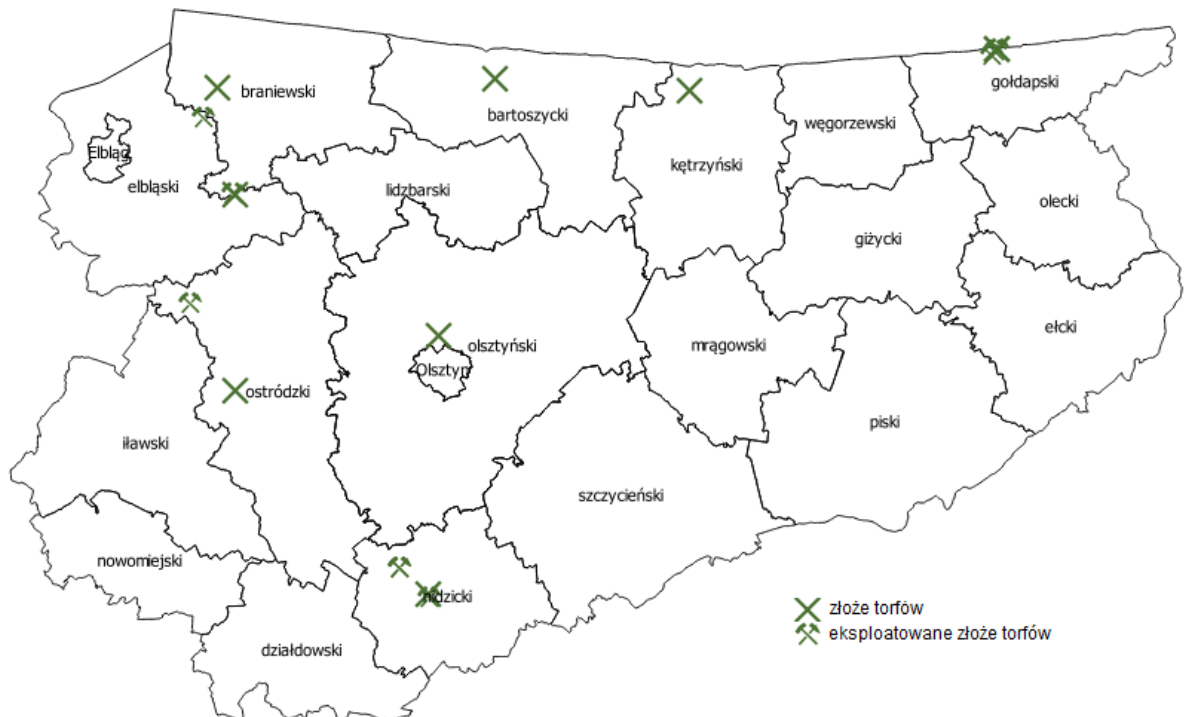 braniewski
bartoszycki
gołdapski
węgorzewski
kętrzyński
Elbląg
elbląski
lidzbarski
olecki
giżycki
ełcki
olsztyński
mrągowski
Olsztyn
ostródzki
piski
iławski
szczycieński
nowomiejski
nidzicki
działdowski
złoże torfów
eksploatowane złoże torfów